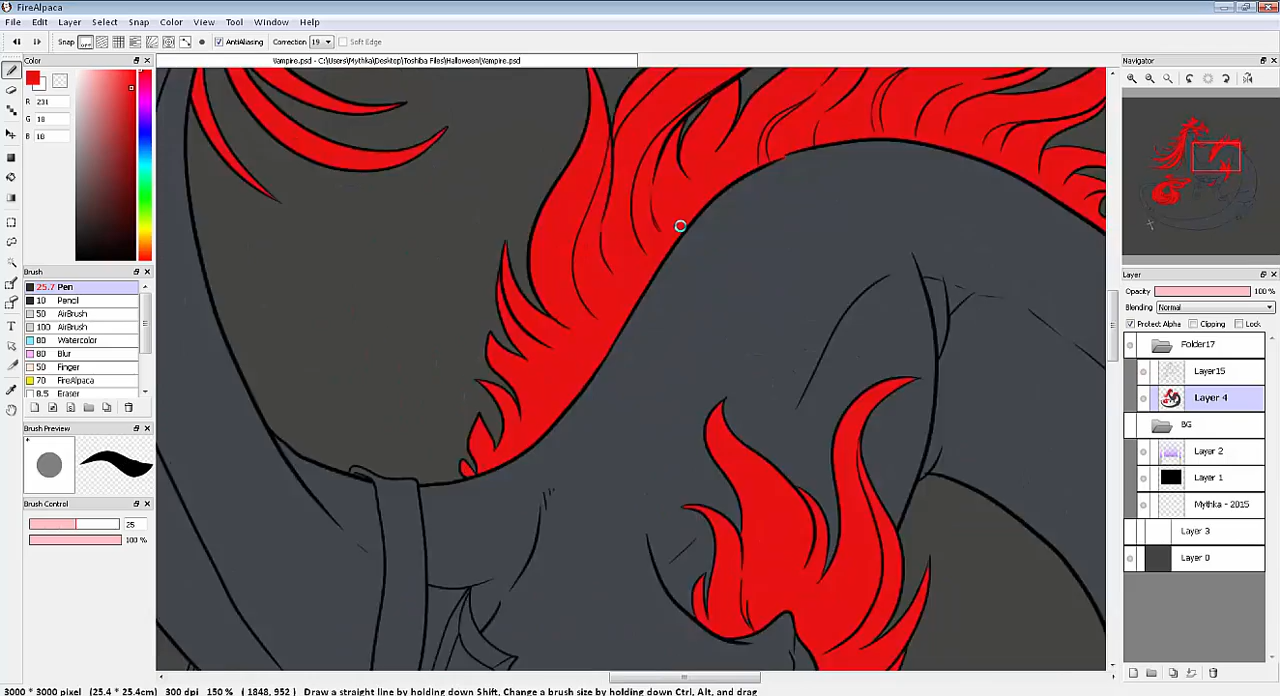 FireAlpaca
File Edit Layer Select Snap Color View Tool Window Help
Snap OFF AntiAliasing Correction 19 Soft Edge
Color
Vampire.psd - C:\Users\Mythka\Desktop\Toshiba Files\Halloween\Vampire.psd
Navigator
R 231
G 18
B 18
Brush
25.7 Pen
10 Pencil
50 AirBrush
100 AirBrush
80 Watercolor
80 Blur
50 Finger
70 FireAlpaca
8.5 Eraser
Brush Preview
Brush Control
25
100 %
Layer
Opacity 100 %
Blending Normal
Protect Alpha Clipping Lock
Folder17
Layer15
Layer 4
BG
Layer 2
Layer 1
Mythka - 2015
Layer 3
Layer 0
3000 * 3000 pixel (25.4 * 25.4cm) 300 dpi 150 % ( 1848, 952 ) Draw a straight line by holding down Shift, Change a brush size by holding down Ctrl, Alt, and drag